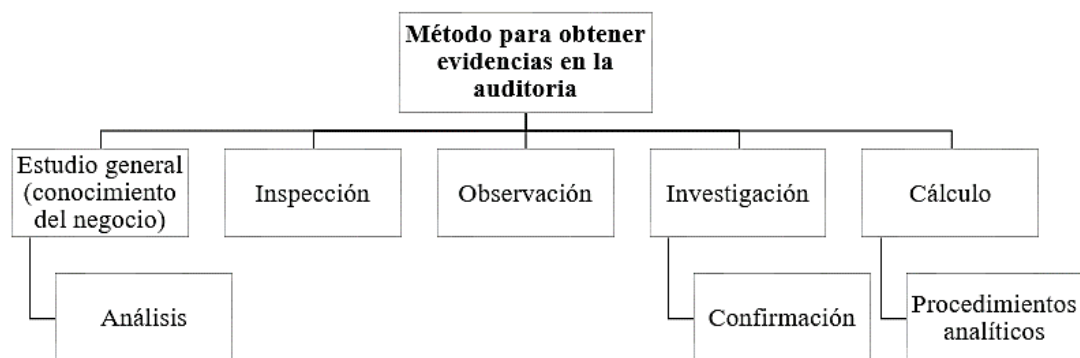 Método para obtener
evidencias en la
auditoria
Estudio general
(conocimiento
del negocio)
Inspección
Observación
Investigación
Cálculo
Análisis
Confirmación
Procedimientos
analíticos